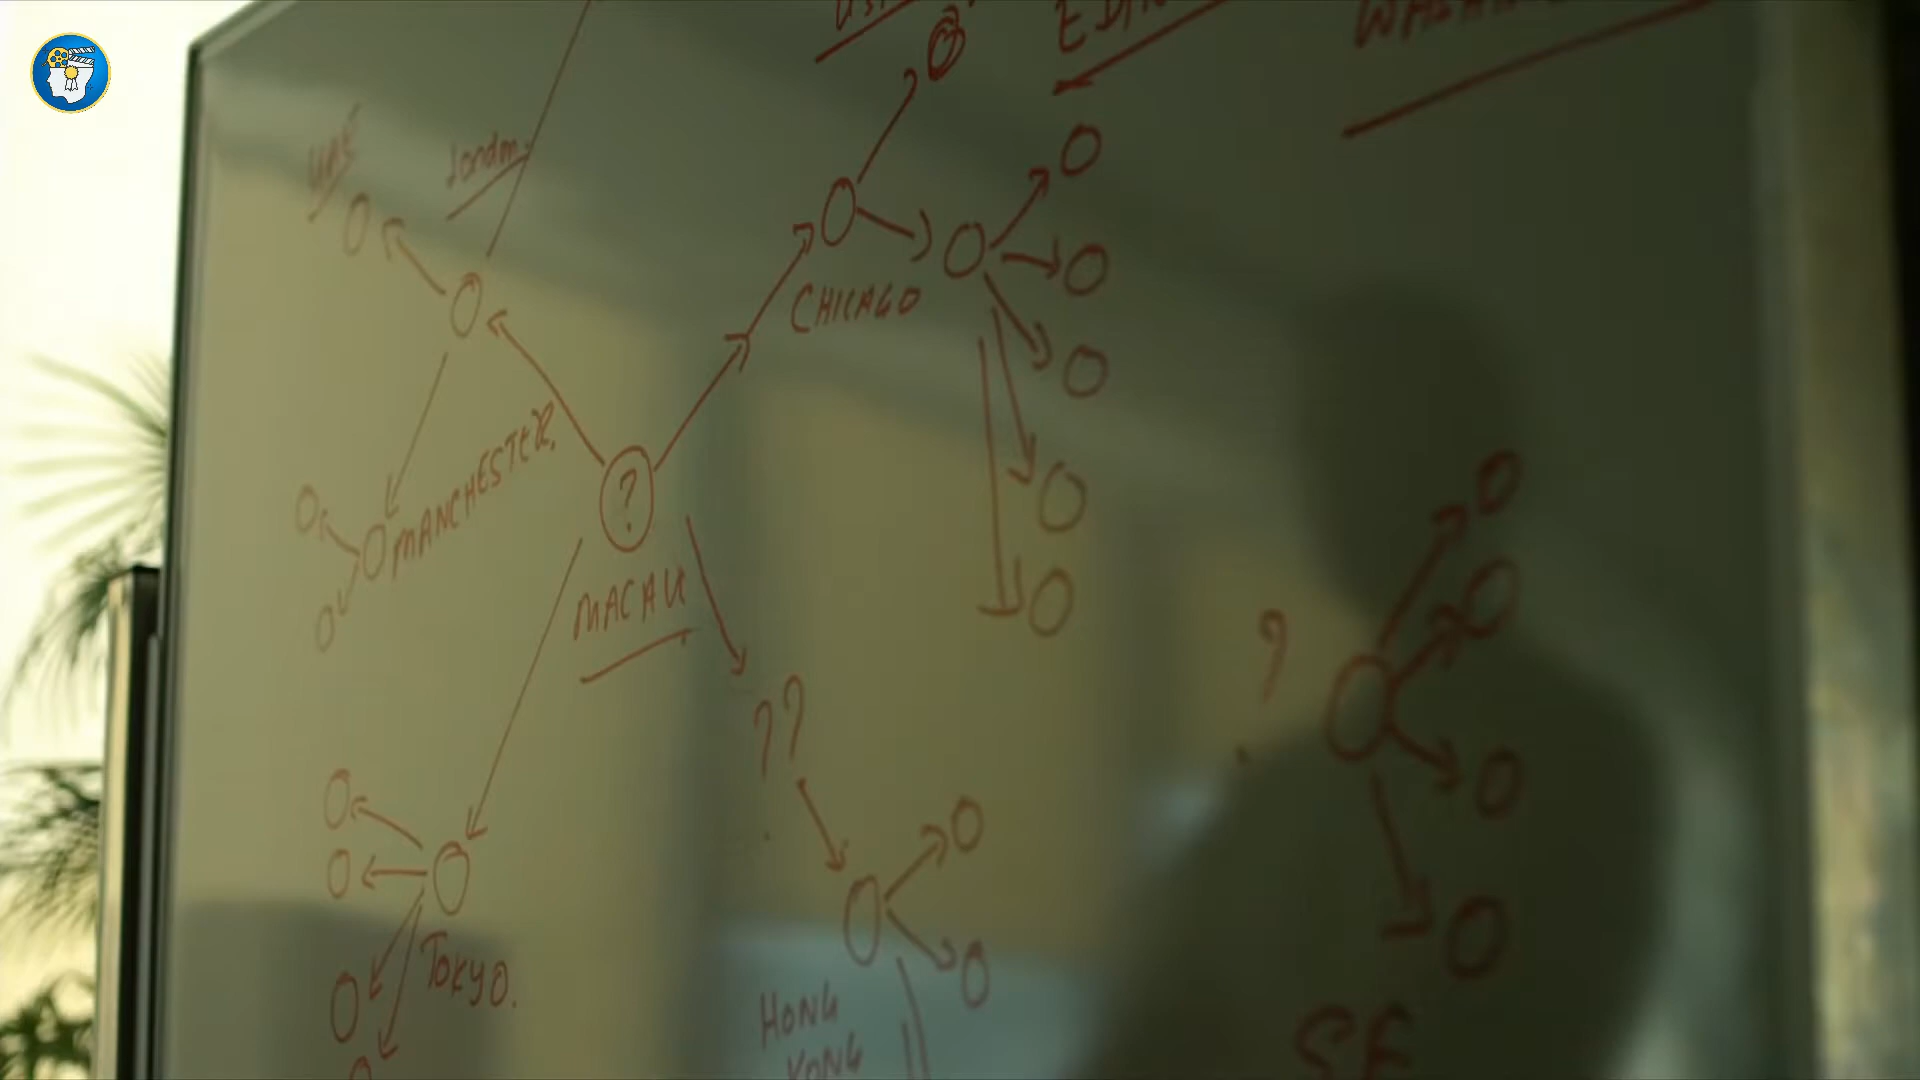 London.
CHICAGO
MANCHESTER.
?
MACAU
??
?
TOKYO.
HONG
KONG
SF